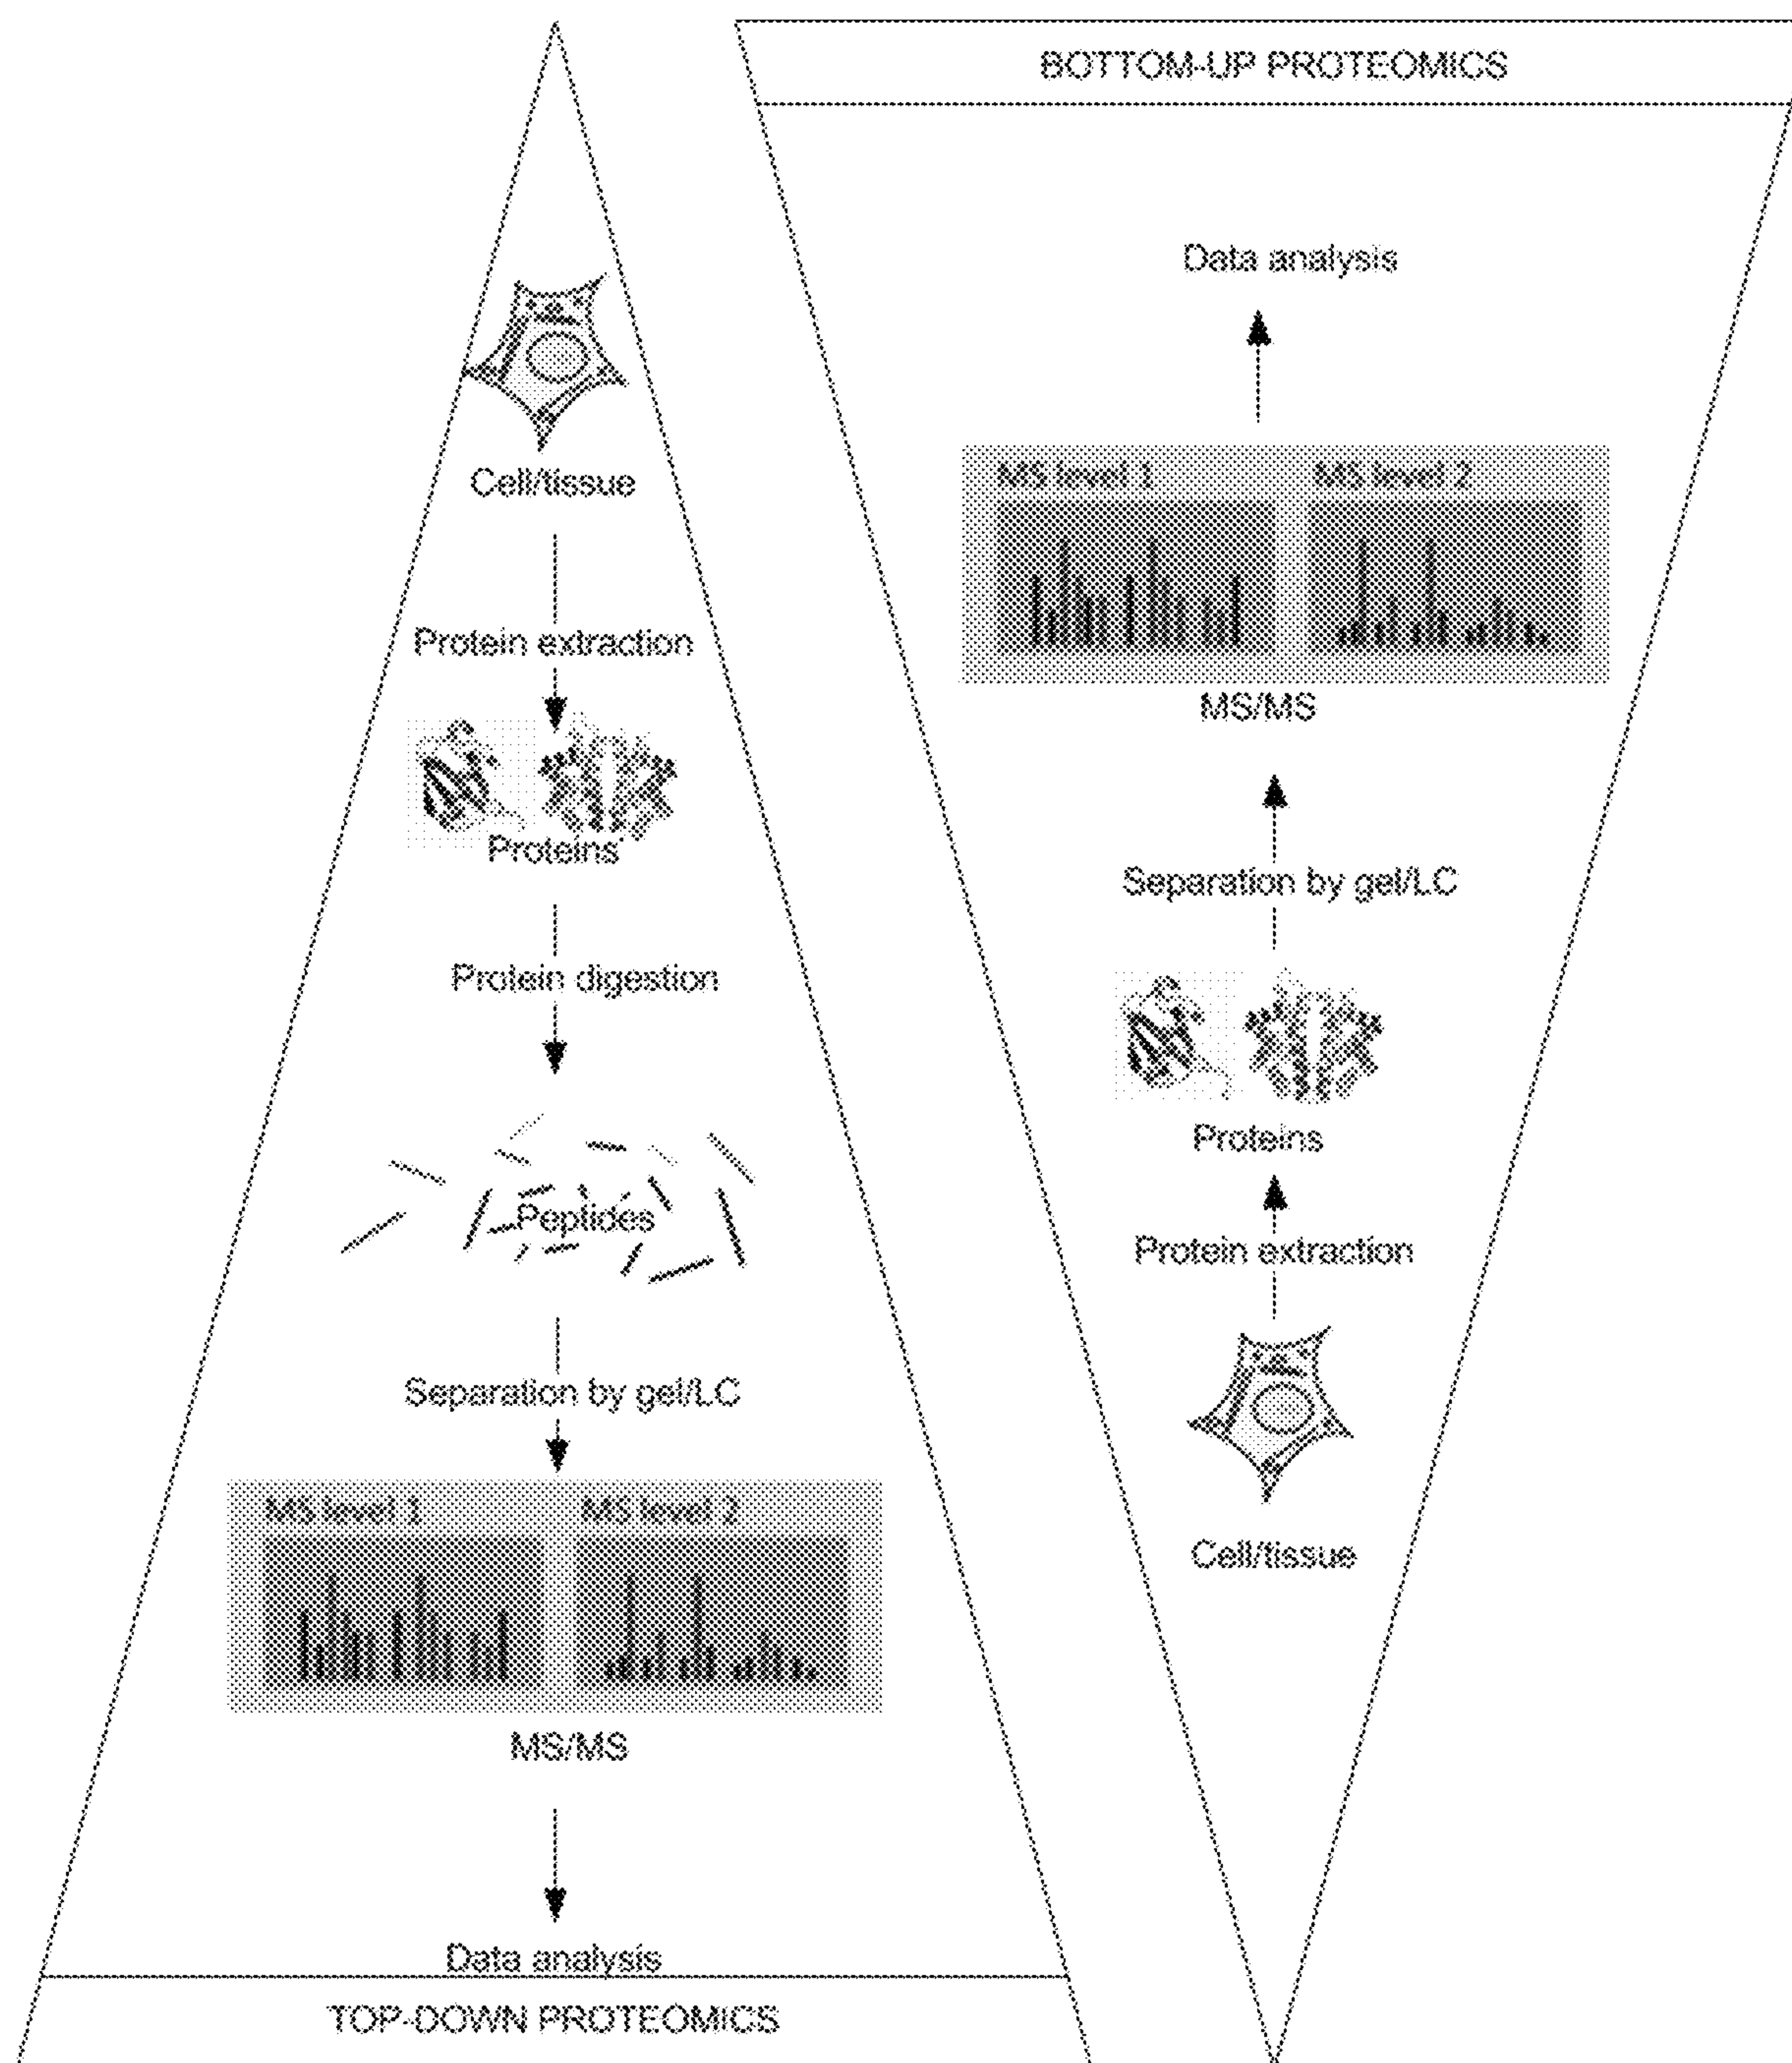 Cell/tissue
Protein extraction
Proteins
Protein digestion
Peptides
Separation by gel/LC
MS level 1
MS level 2
MS/MS
Data analysis
TOP-DOWN PROTEOMICS
BOTTOM-UP PROTEOMICS
Data analysis
MS level 1
MS level 2
MS/MS
Separation by gel/LC
Proteins
Protein extraction
Cell/tissue